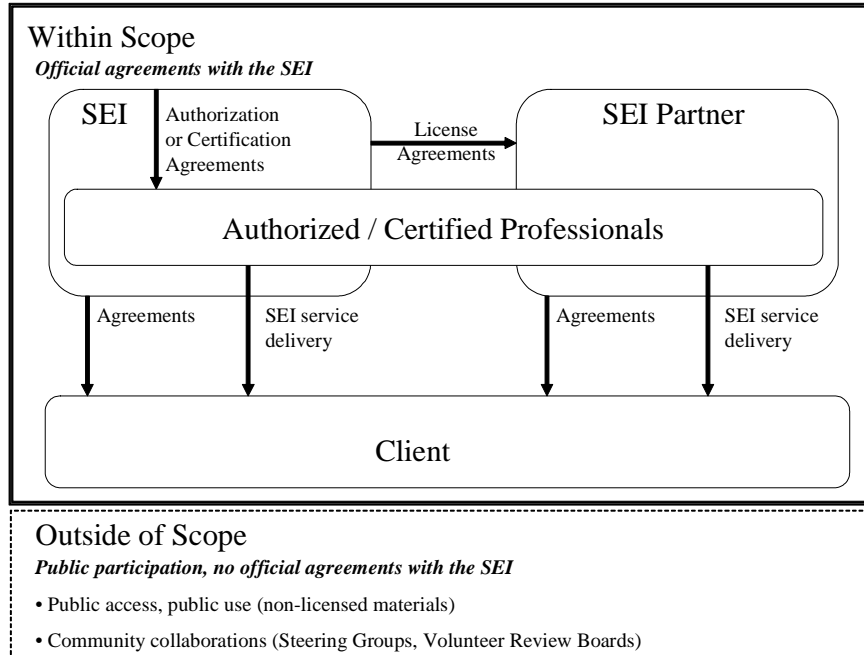 Within Scope
Official agreements with the SEI
SEI
Authorization
or Certification
Agreements
License
Agreements
SEI Partner
Authorized / Certified Professionals
Agreements
SEI service
delivery
Agreements
SEI service
delivery
Client
Outside of Scope
Public participation, no official agreements with the SEI
• Public access, public use (non-licensed materials)
• Community collaborations (Steering Groups, Volunteer Review Boards)